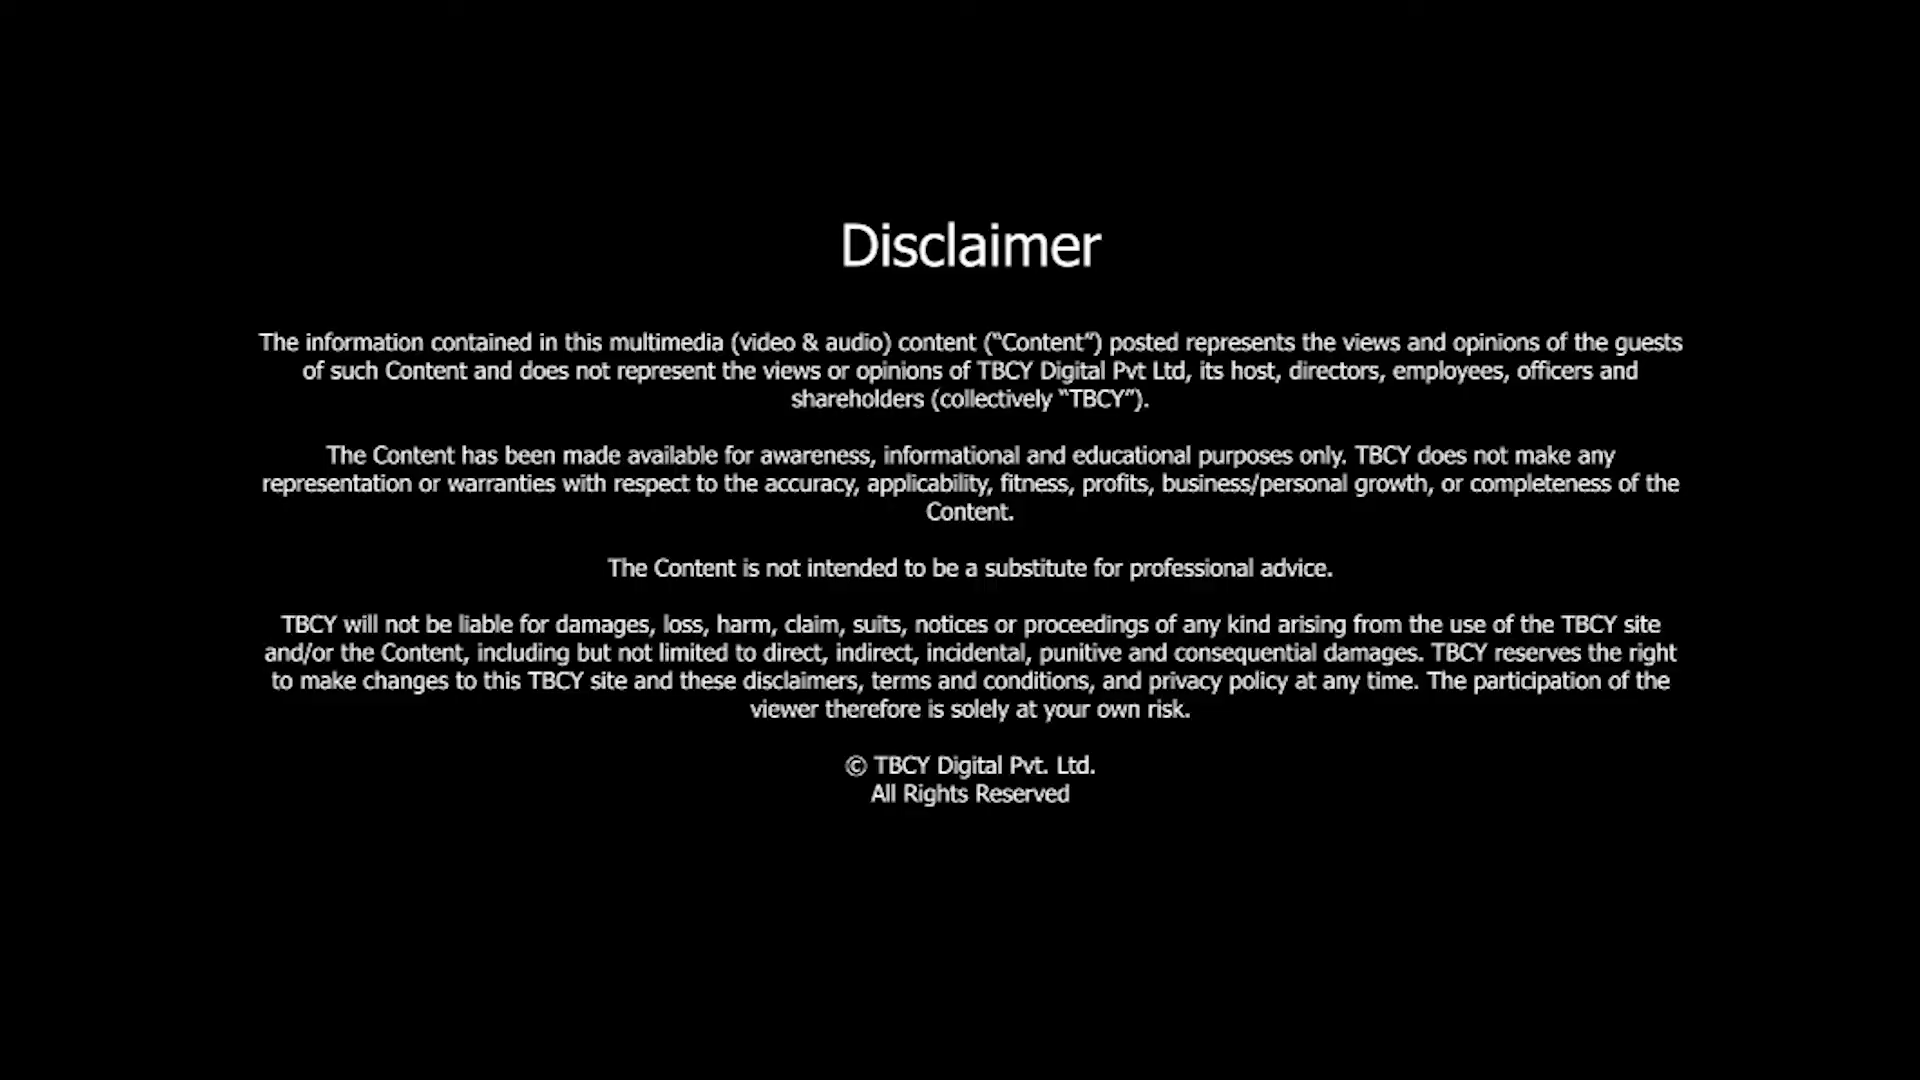 Disclaimer
The information contained in this multimedia (video & audio) content (“Content”) posted represents the views and opinions of the guests
of such Content and does not represent the views or opinions of TBCY Digital Pvt Ltd, its host, directors, employees, officers and
shareholders (collectively “TBCY”).
The Content has been made available for awareness, informational and educational purposes only. TBCY does not make any
representation or warranties with respect to the accuracy, applicability, fitness, profits, business/personal growth, or completeness of the
Content.
The Content is not intended to be a substitute for professional advice.
TBCY will not be liable for damages, loss, harm, claim, suits, notices or proceedings of any kind arising from the use of the TBCY site
and/or the Content, including but not limited to direct, indirect, incidental, punitive and consequential damages. TBCY reserves the right
to make changes to this TBCY site and these disclaimers, terms and conditions, and privacy policy at any time. The participation of the
viewer therefore is solely at your own risk.
© TBCY Digital Pvt. Ltd.
All Rights Reserved